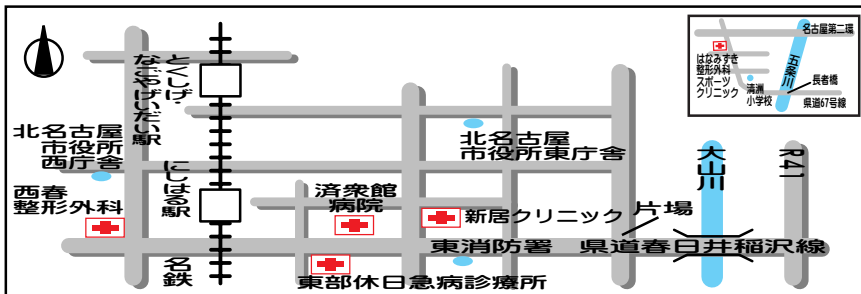 とくしげ・
なごやげいだい駅
北名古屋
市役所
西庁舎
西春
整形外科
にしはる駅
名鉄
済衆館
病院
東部休日急病診療所
新居クリニック
北名古屋
市役所東庁舎
東消防署
片場
県道春日井稲沢線
大山川
R41
名古屋第二環
はなみずき
整形外科
スポーツ
クリニック
清洲
小学校
五条川
長者橋
県道67号線